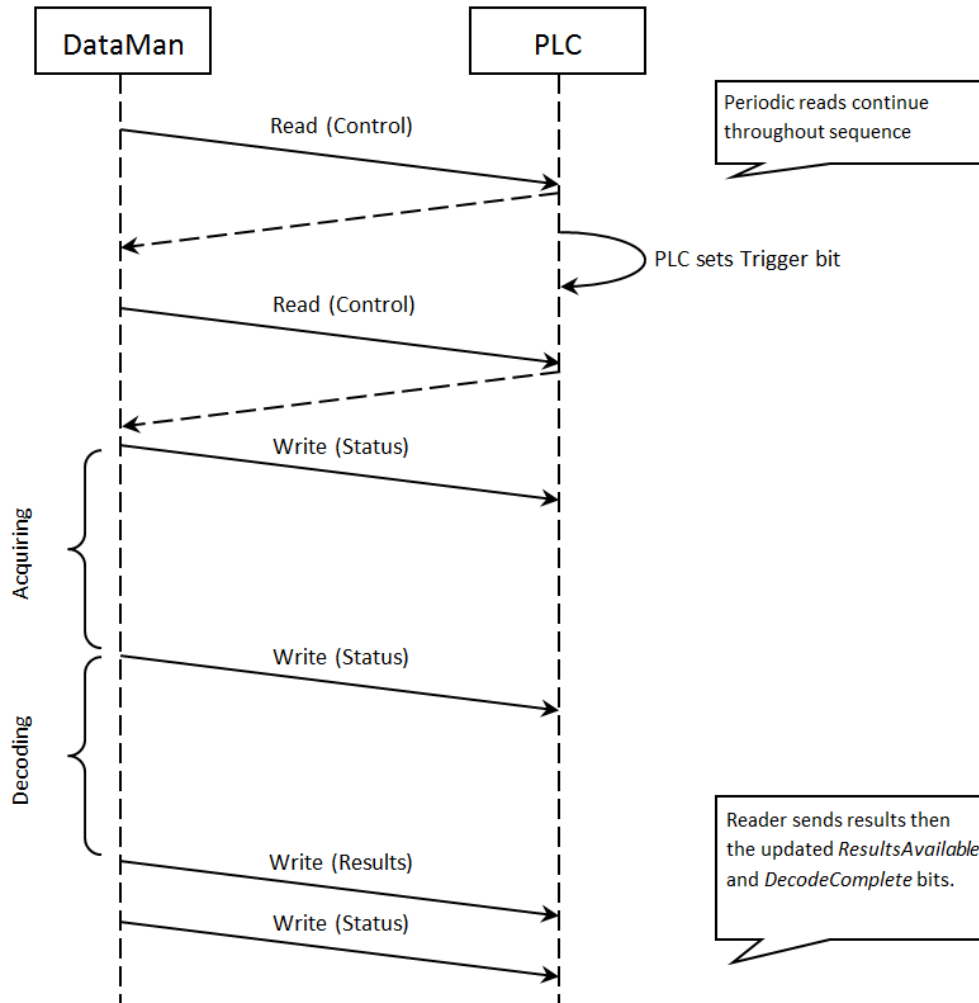 DataMan
PLC
Periodic reads continue
throughout sequence
Read (Control)
PLC sets Trigger bit
Read (Control)
Write (Status)
Acquiring
Write (Status)
Decoding
Reader sends results then
the updated ResultsAvailable
and DecodeComplete bits.
Write (Results)
Write (Status)